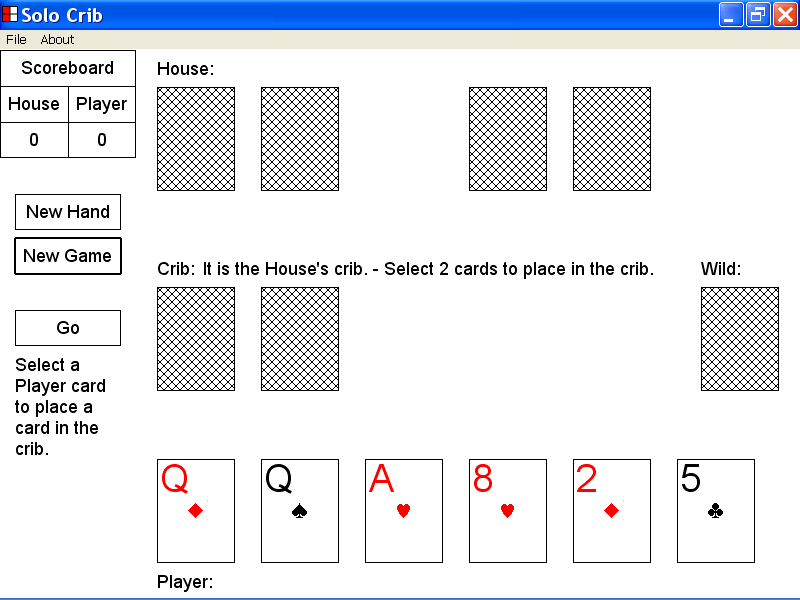 Solo Crib
File About
Scoreboard
House Player
0 0
New Hand
New Game
Go
Select a
Player card
to place a
card in the
crib.
House:
Crib: It is the House's crib. - Select 2 cards to place in the crib.
Wild:
Q Q A 8 2 5
Player: